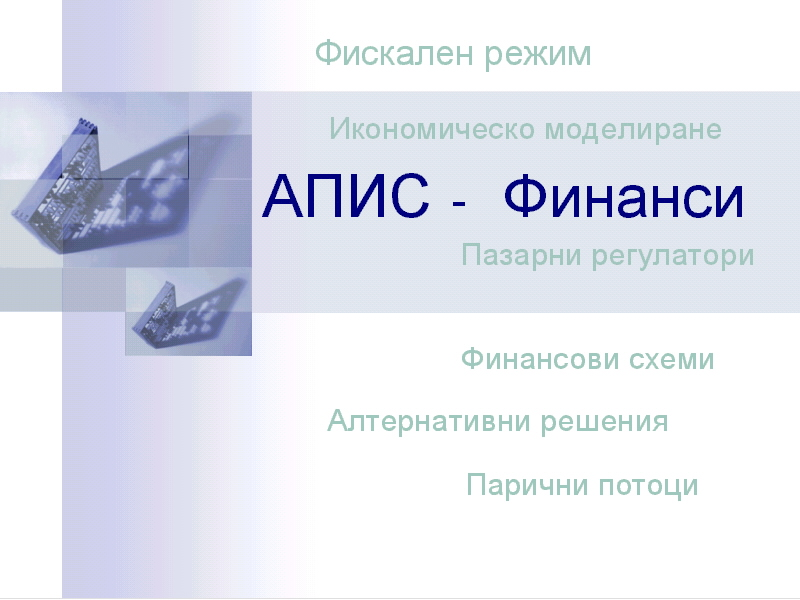 Фискален режим
Икономическо моделиране
АПИС - Финанси
Пазарни регулатори
Финансови схеми
Алтернативни решения
Парични потоци